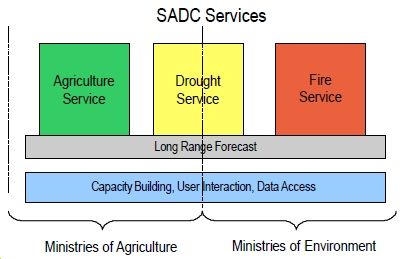 SADC Services
Agriculture
Service
Drought
Service
Fire
Service
Long Range Forecast
Capacity Building, User Interaction, Data Access,
Ministries of Agriculture
Ministries of Environment